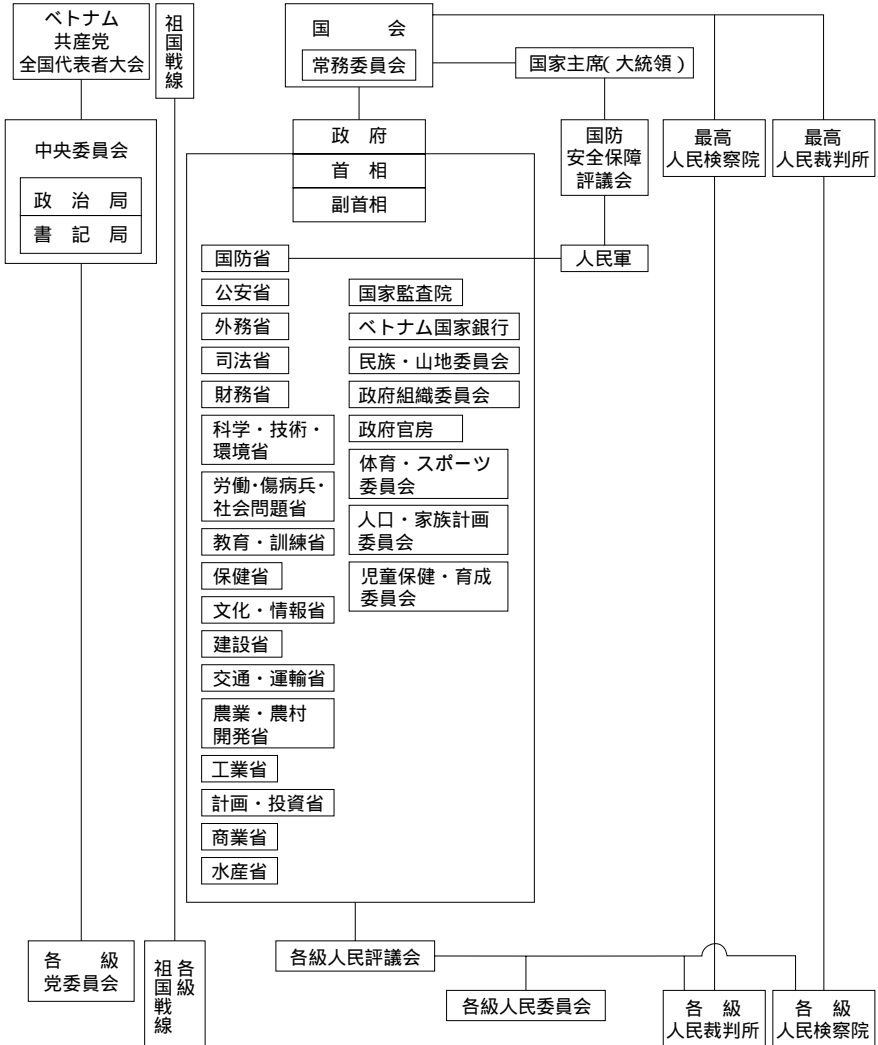 ベトナム
共産党
全国代表者大会
祖国戦線
国　会
常務委員会
国家主席(大統領)
中央委員会
政治局
書記局
政府
首相
副首相
国防
安全保障
評議会
最高
人民検察院
最高
人民裁判所
国防省
人民軍
公安省
外務省
司法省
財務省
科学・技術・
環境省
労働・傷病兵・
社会問題省
教育・訓練省
保健省
文化・情報省
建設省
交通・運輸省
農業・農村
開発省
工業省
計画・投資省
商業省
水産省
国家監査院
ベトナム国家銀行
民族・山地委員会
政府組織委員会
政府官房
体育・スポーツ
委員会
人口・家族計画
委員会
児童保健・育成
委員会
各級
党委員会
各級
祖国戦線
各級人民評議会
各級人民委員会
各級
人民裁判所
各級
人民検察院